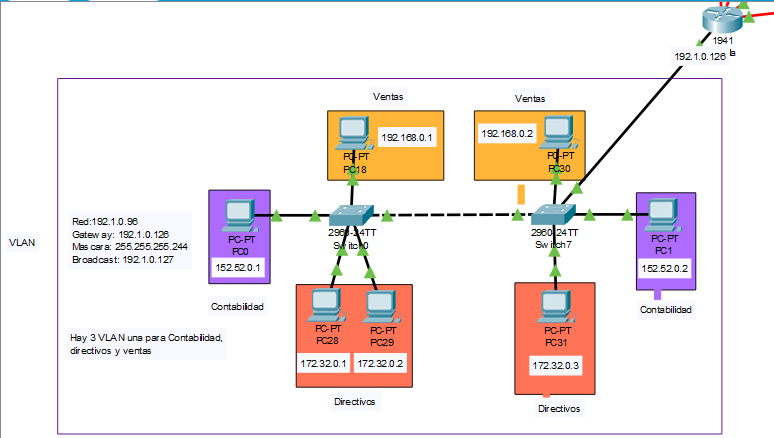 1941
192.1.0.126
la
Ventas
Ventas
192.168.0.1
192.168.0.2
PC-PT
PC18
PC-PT
PC30
Red:192.1.0.96
Gateway: 192.1.0.126
Mascara: 255.255.255.244
Broadcast: 192.1.0.127
VLAN
PC-PT
PC0
152.52.0.1
2960-24TT
Switch0
2960-24TT
Switch7
PC-PT
PC1
152.52.0.2
Contabilidad
Contabilidad
Hay 3 VLAN una para Contabilidad,
directivos y ventas
PC-PT
PC28
PC-PT
PC29
PC-PT
PC31
172.32.0.1
172.32.0.2
172.32.0.3
Directivos
Directivos